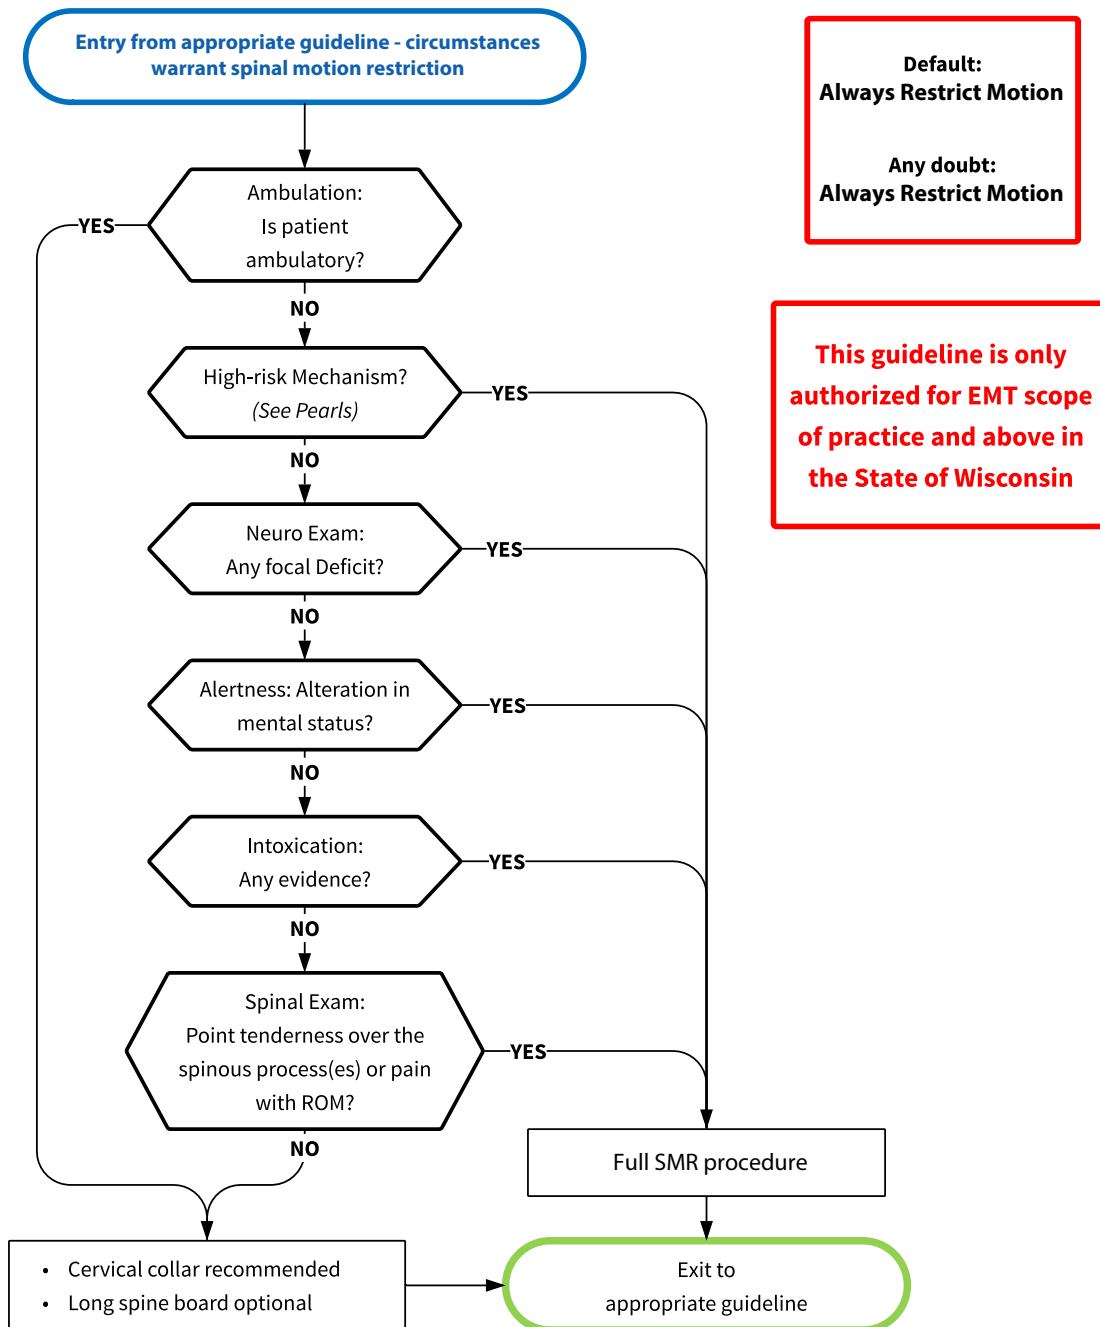 Entry from appropriate guideline - circumstances
warrant spinal motion restriction
Default:
Always Restrict Motion
Any doubt:
Always Restrict Motion
Ambulation:
Is patient
ambulatory?
YES
NO
This guideline is only
authorized for EMT scope
of practice and above in
the State of Wisconsin
High-risk Mechanism?
(See Pearls)
YES
NO
Neuro Exam:
Any focal Deficit?
YES
NO
Alertness: Alteration in
mental status?
YES
NO
Intoxication:
Any evidence?
YES
NO
Spinal Exam:
Point tenderness over the
spinous process(es) or pain
with ROM?
YES
NO
Full SMR procedure
• Cervical collar recommended
• Long spine board optional
Exit to
appropriate guideline